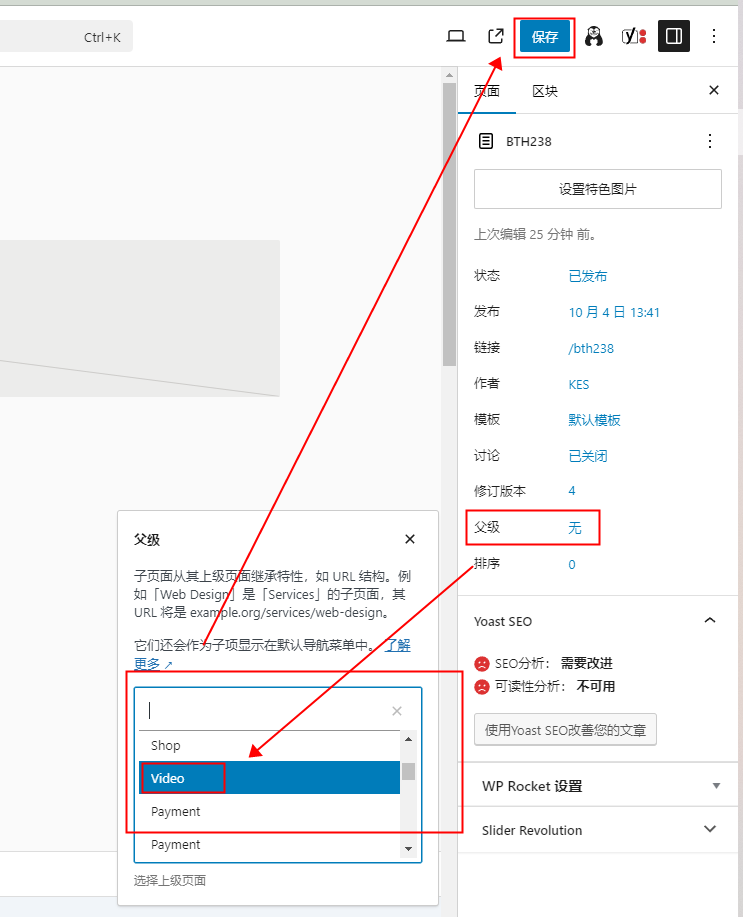 Ctrl+K
保存
页面
区块
BTH238
设置特色图片
上次编辑 25 分钟 前。
状态 已发布
发布 10 月 4 日 13:41
链接 /bth238
作者 KES
模板 默认模板
讨论 已关闭
修订版本 4
父级 无
排序 0
父级
子页面从其上级页面继承特性，如 URL 结构。例
如「Web Design」是「Services」的子页面，其
URL 将是 example.org/services/web-design。
它们还会作为子项显示在默认导航菜单中。 了解
更多 ↗
Shop
Video
Payment
Payment
选择上级页面
Yoast SEO
SEO分析： 需要改进
可读性分析： 不可用
使用Yoast SEO改善您的文章
WP Rocket 设置
Slider Revolution